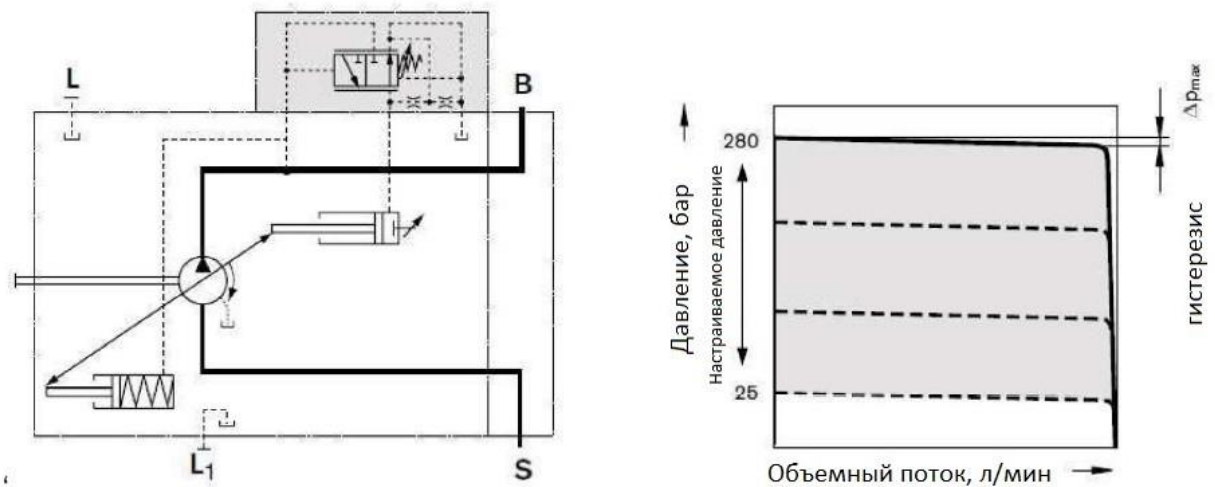 L
B
L1
S
Давление, бар
Настраиваемое давление
280
25
Δpmax
гистерезис
Объемный поток, л/мин